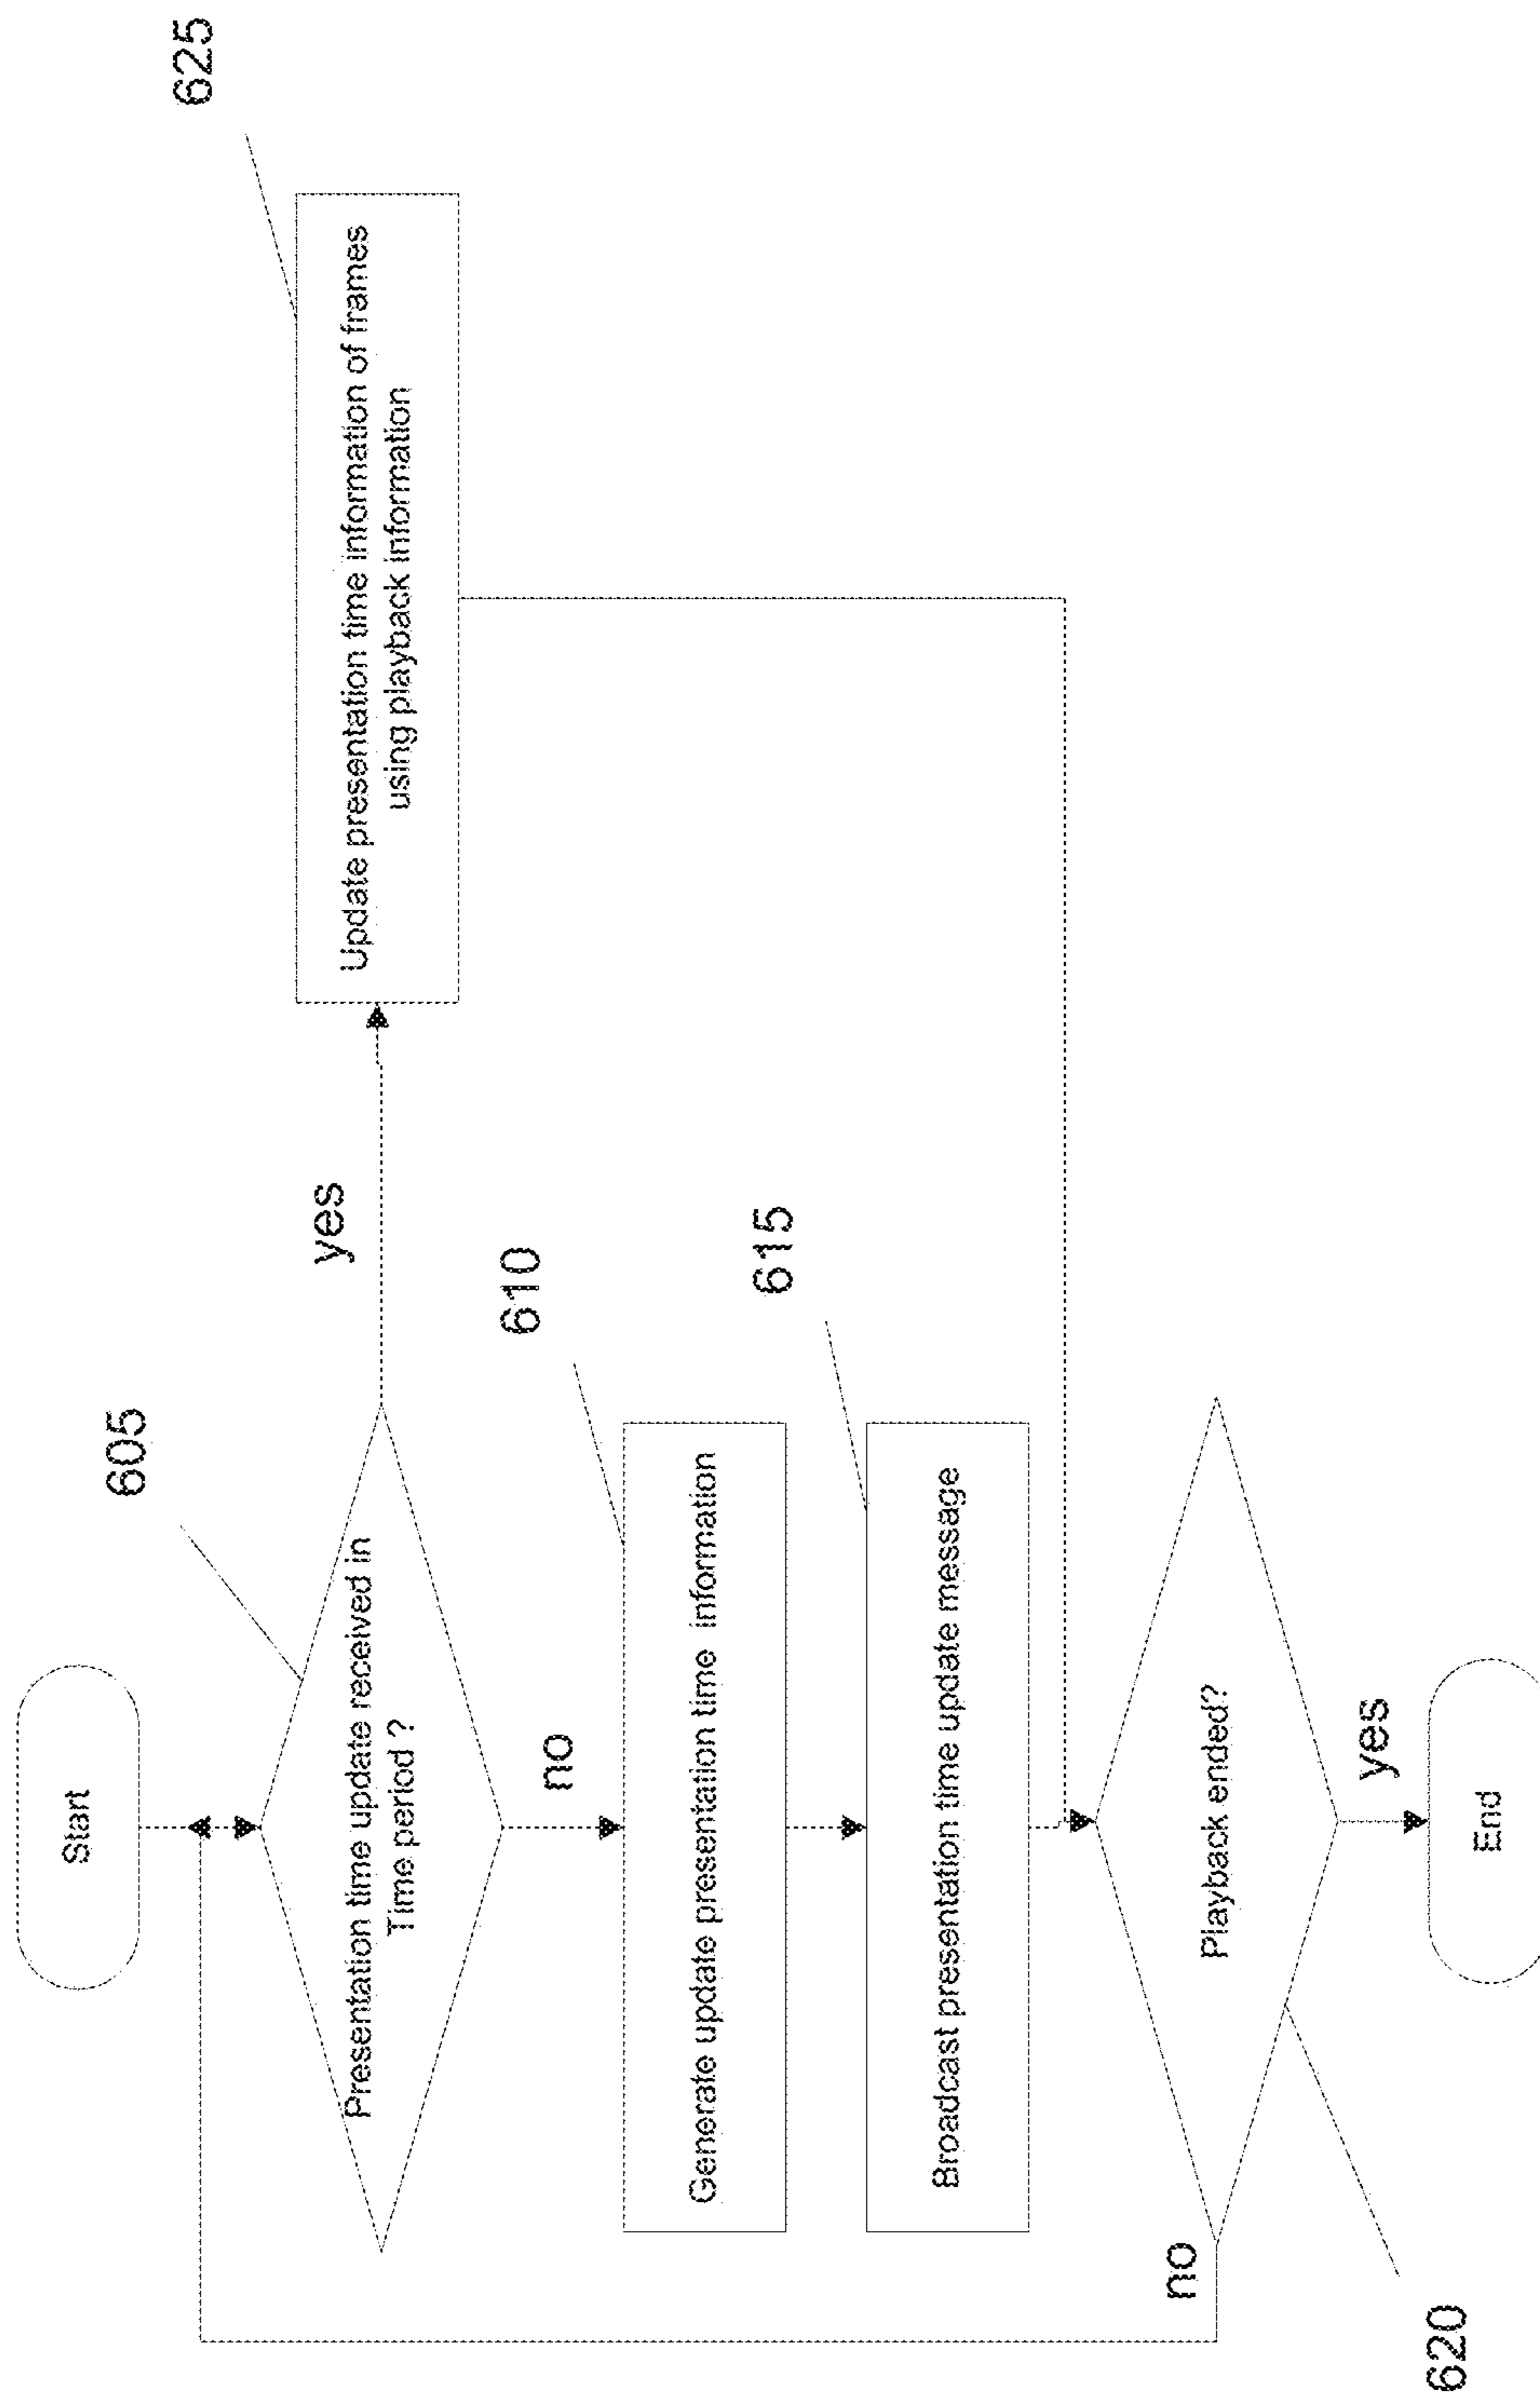 Start
605
Presentation time update received in
Time period ?
yes
625
Update presentation time information of frames
using playback information
no
610
Generate update presentation time information
615
Broadcast presentation time update message
Playback ended?
no
620
yes
End